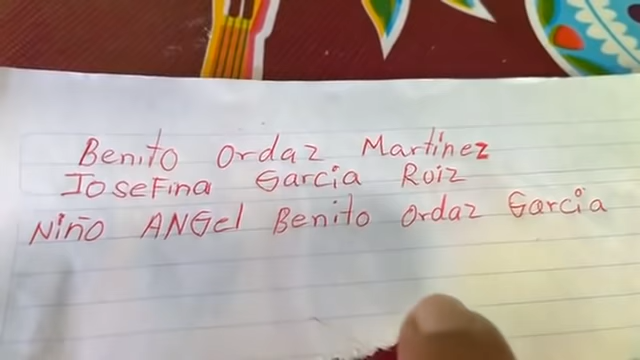 Benito Ordaz Martinez
Josefina Garcia Ruiz
Niño Angel Benito Ordaz Garcia